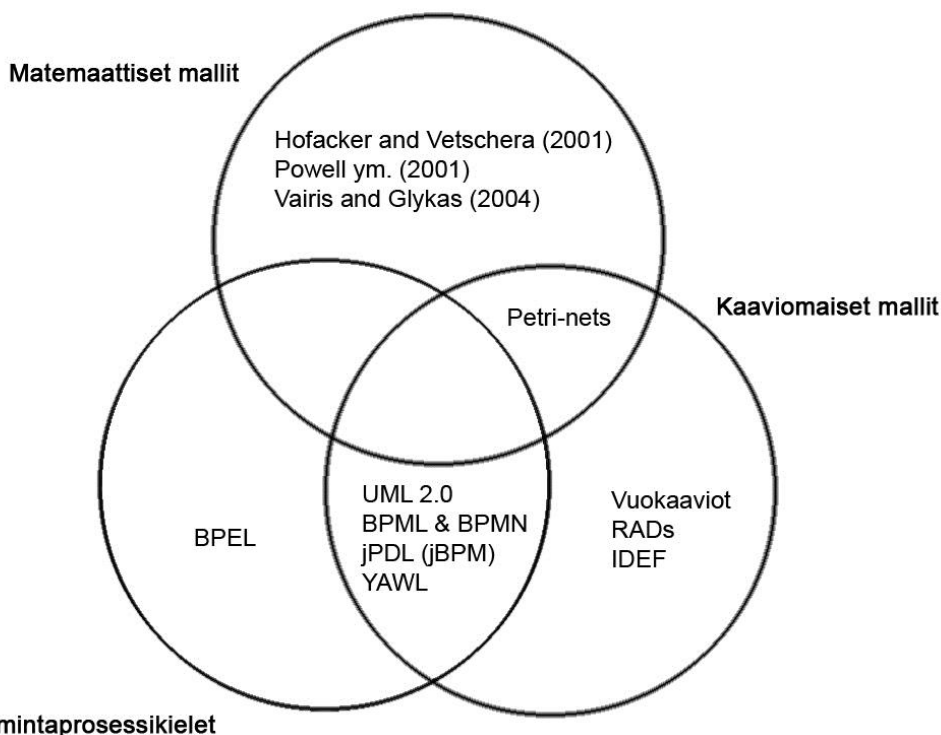 Matemaattiset mallit
Hofacker and Vetschera (2001)
Powell ym. (2001)
Vairis and Glykas (2004)
Petri-nets
Kaaviomaiset mallit
UML 2.0
BPML & BPMN
jPDL (jBPM)
YAWL
BPEL
Vuokaaviot
RADs
IDEF
mintaprosessikielet